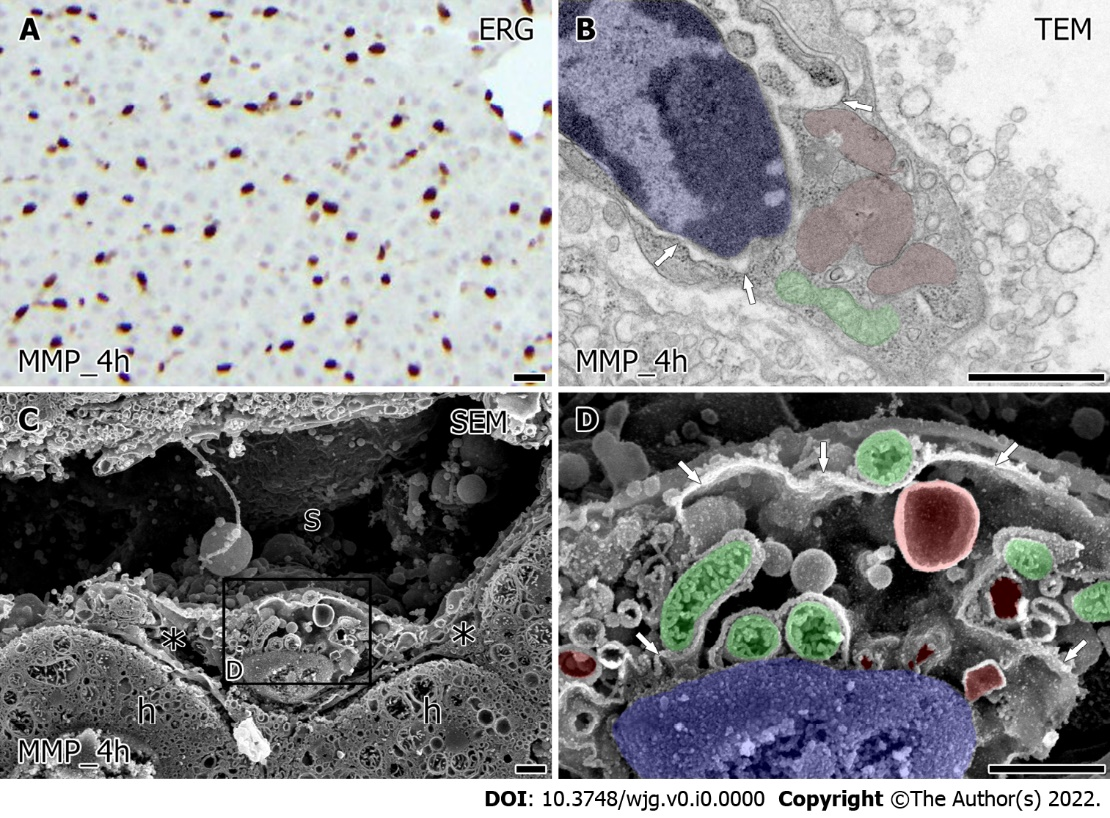 A
ERG
MMP_4h
B
TEM
MMP_4h
C
SEM
S
*
*
D
h
h
MMP_4h
D
DOI: 10.3748/wjg.v0.i0.0000 Copyright ©The Author(s) 2022.